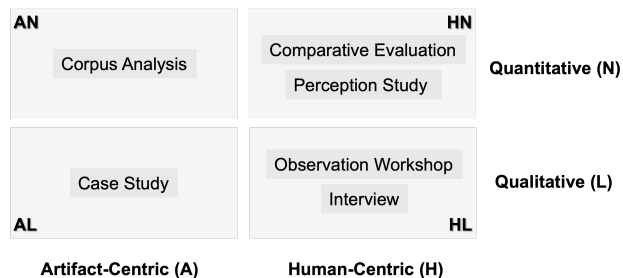 AN
HN
Corpus Analysis
Comparative Evaluation
Perception Study
Quantitative (N)
Case Study
Observation Workshop
Interview
Qualitative (L)
AL
HL
Artifact-Centric (A)
Human-Centric (H)